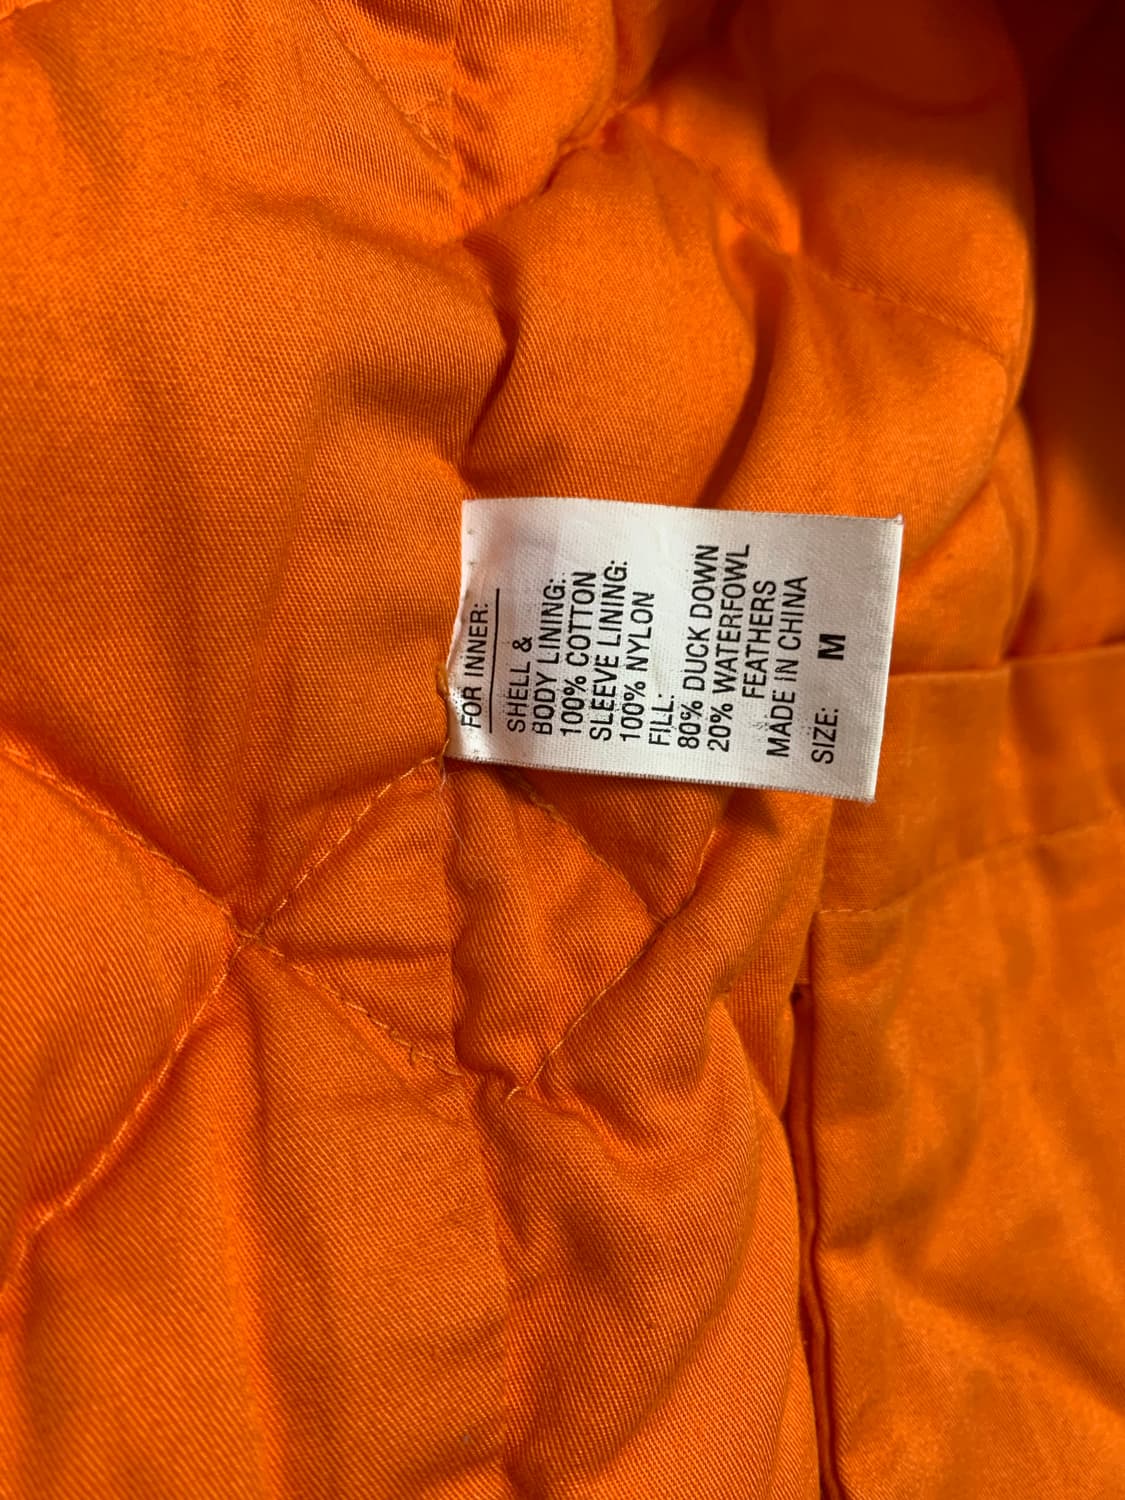 FOR INNER:
SHELL &
BODY LINING:
100% COTTON
SLEEVE LINING:
100% NYLON
FILL:
80% DUCK DOWN
20% WATERFOWL
FEATHERS
MADE IN CHINA
SIZE: M